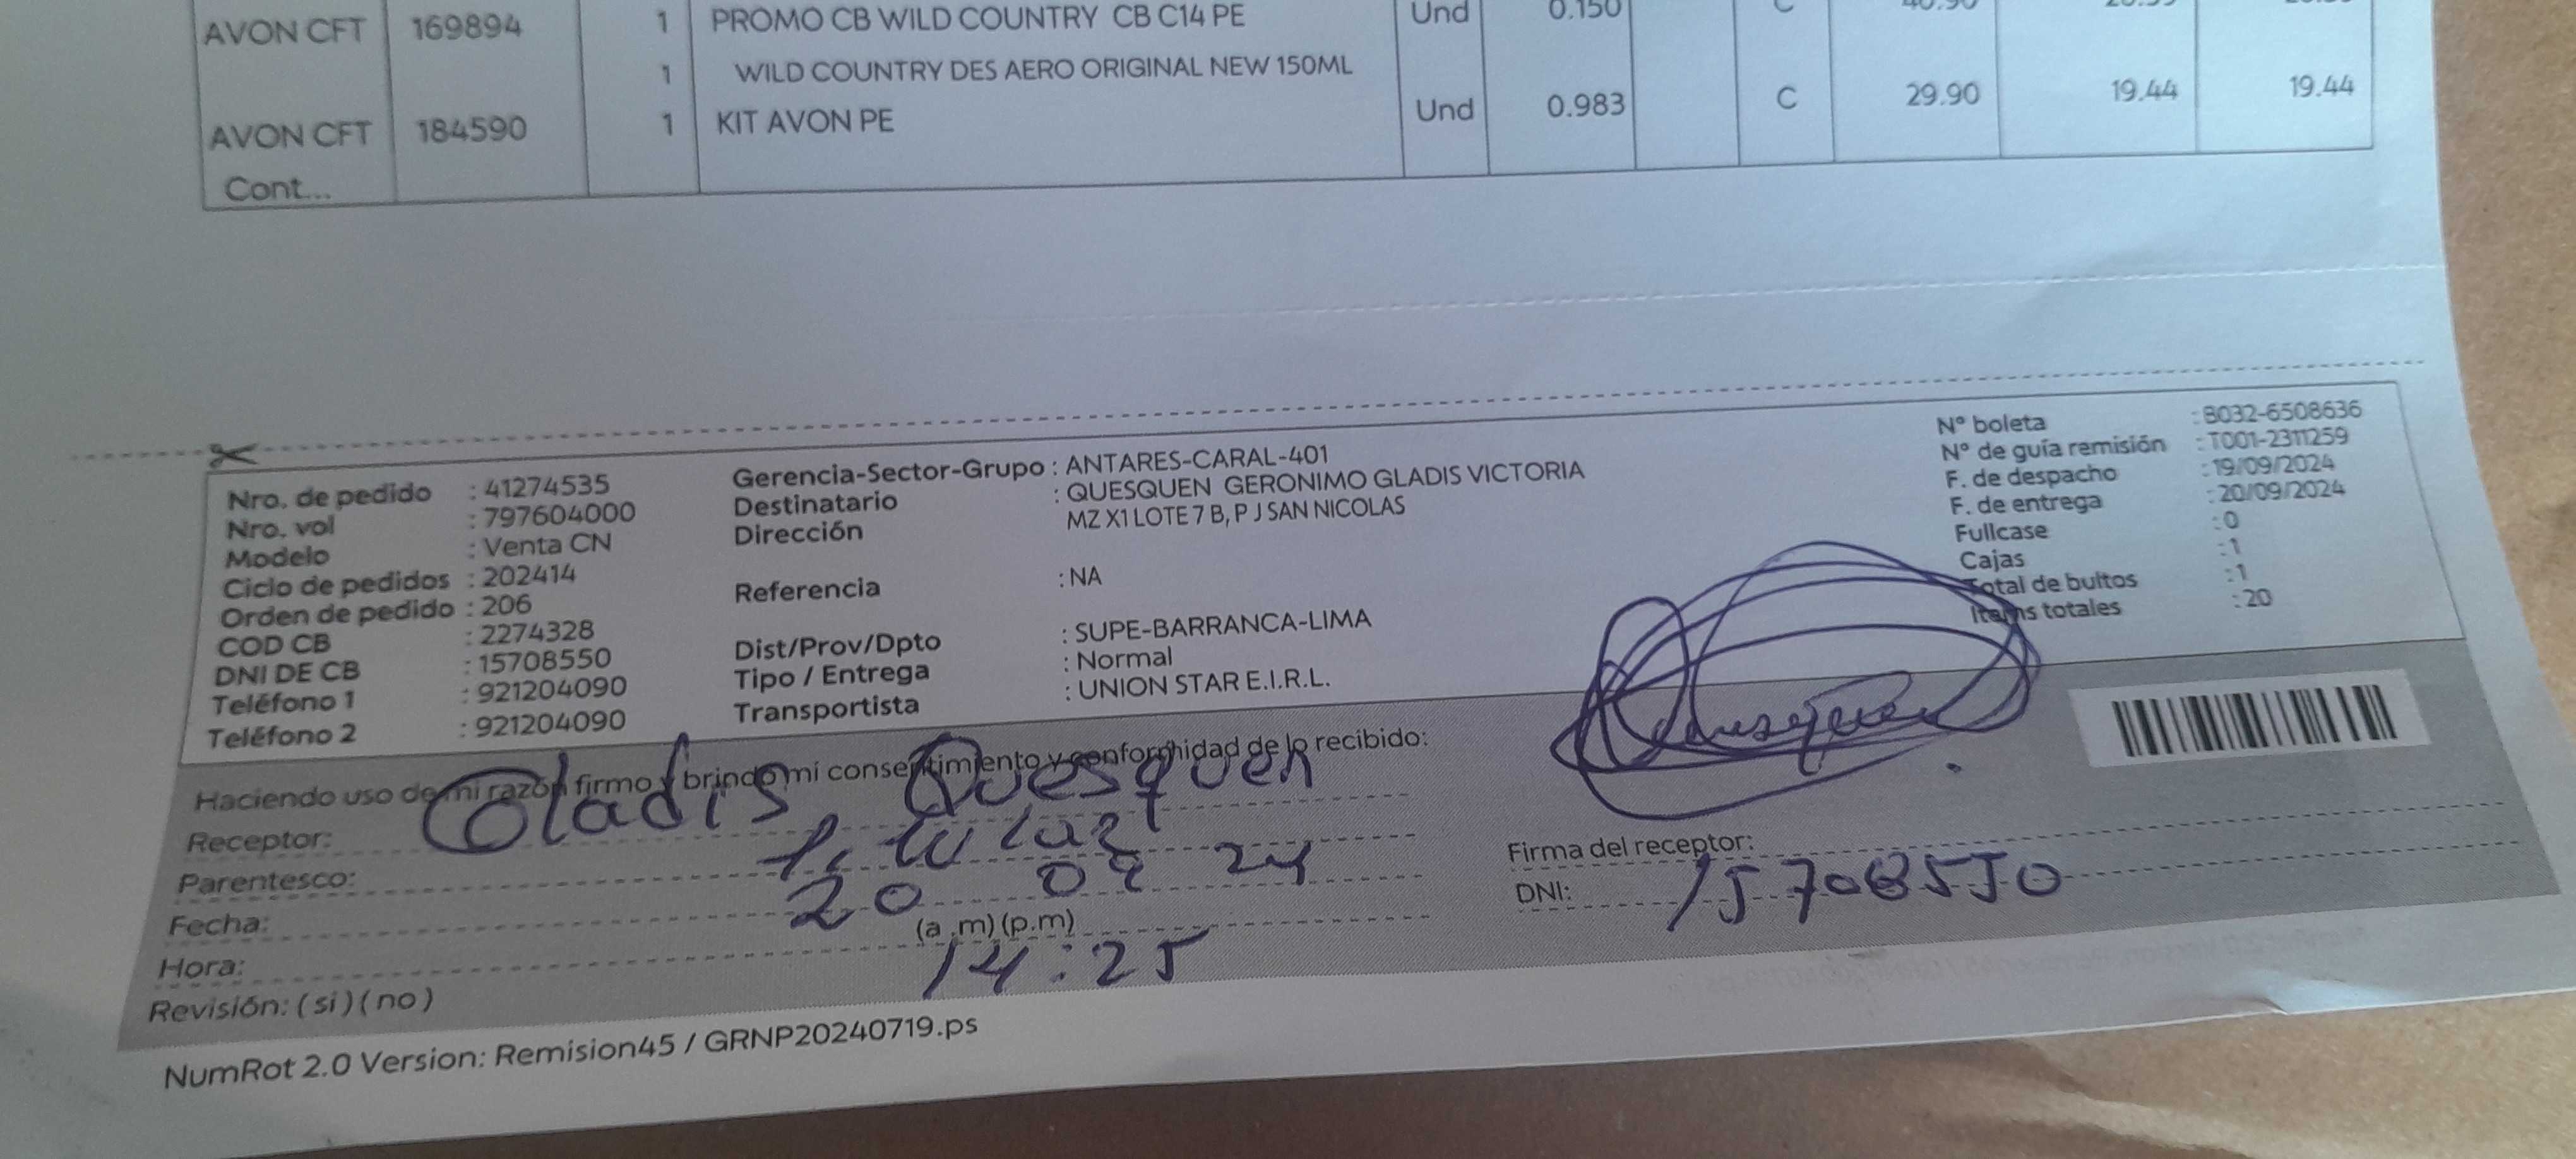 AVON CFT 169894 1 PROMO CB WILD COUNTRY CB C14 PE Und 0.150 C
1 WILD COUNTRY DES AERO ORIGINAL NEW 150ML
AVON CFT 184590 1 KIT AVON PE Und 0.983 C 29.90 19.44 19.44
Cont...
Nro. de pedido : 41274535
Nro. vol : 797604000
Modelo : Venta CN
Ciclo de pedidos : 202414
Orden de pedido : 206
COD CB : 2274328
DNI DE CB : 15708550
Teléfono 1 : 921204090
Teléfono 2 : 921204090
Gerencia-Sector-Grupo : ANTARES-CARAL-401
Destinatario : QUESQUEN GERONIMO GLADIS VICTORIA
Dirección MZ X1 LOTE 7 B, P J SAN NICOLAS
Referencia : NA
Dist/Prov/Dpto : SUPE-BARRANCA-LIMA
Tipo / Entrega : Normal
Transportista : UNION STAR E.I.R.L.
N° boleta : B032-6508636
N° de guía remisión : T001-2311259
F. de despacho : 19/09/2024
F. de entrega : 20/09/2024
Fullcase : 0
Cajas : 1
Total de bultos : 1
Items totales : 20
Haciendo uso de mi razón firmo y brindo mi consentimiento y conformidad de lo recibido:
Receptor: Gladis Quesquen
Parentesco: Titular
Fecha: 20 09 24
Hora: (a .m) (p.m) 14:25
Revisión: ( si ) ( no )
Firma del receptor: Quesquen
DNI: 15708550
NumRot 2.0 Version: Remision45 / GRNP20240719.ps